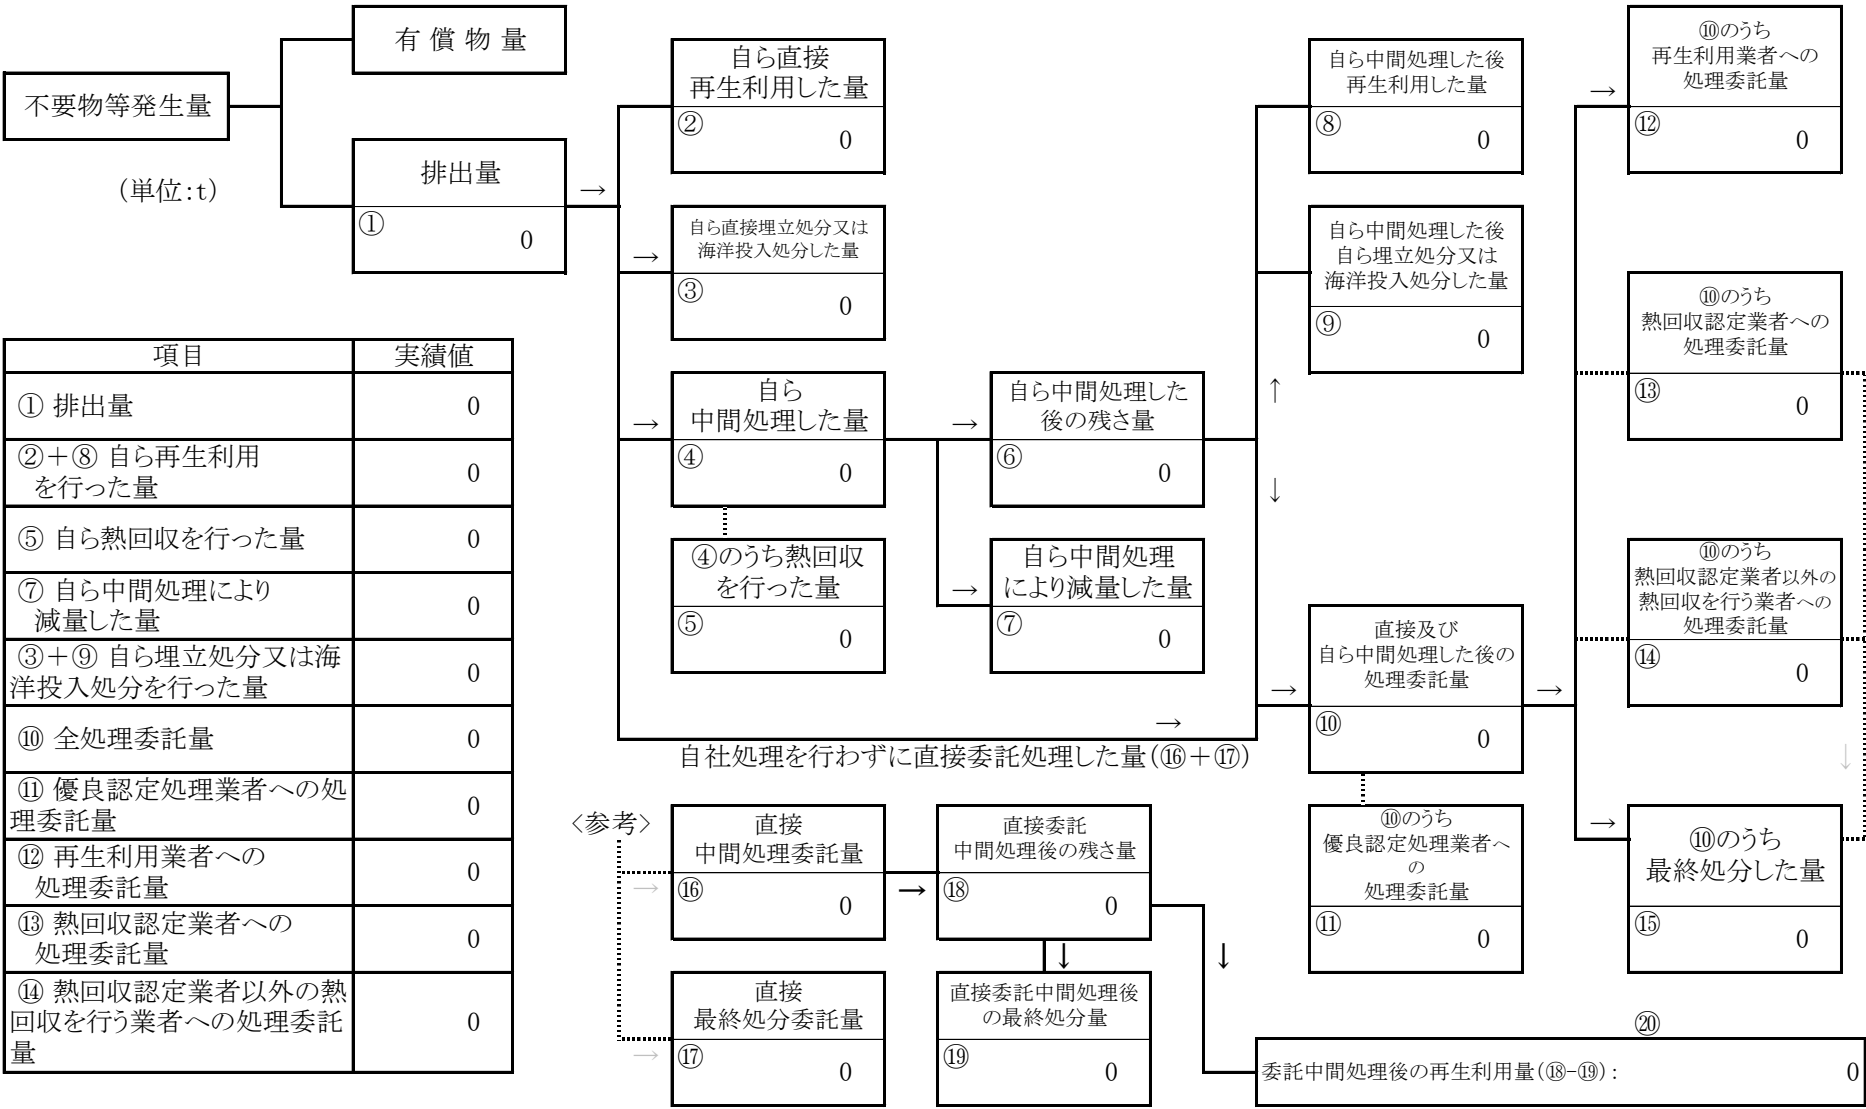 有 償 物 量
不要物等発生量
(単位:t)
排出量
①
0
→
自ら直接
再生利用した量
②
0
→
自ら直接埋立処分又は
海洋投入処分した量
③
0
→
自ら
中間処理した量
④
0
④のうち熱回収
を行った量
⑤
0
→
自ら中間処理した
後の残さ量
⑥
0
→
自ら中間処理
により減量した量
⑦
0
自ら中間処理した後
再生利用した量
⑧
0
自ら中間処理した後
自ら埋立処分又は
海洋投入処分した量
⑨
0
↑
↓
→
直接及び
自ら中間処理した後の
処理委託量
⑩
0
→
⑩のうち
優良認定処理業者へ
の
処理委託量
⑪
0
→
⑩のうち
再生利用業者への
処理委託量
⑫
0
⑩のうち
熱回収認定業者への
処理委託量
⑬
0
⑩のうち
熱回収認定業者以外の
熱回収を行う業者への
処理委託量
⑭
0
↓
→
⑩のうち
最終処分した量
⑮
0
→
自社処理を行わずに直接委託処理した量(⑯+⑰)
項目 実績値
① 排出量 0
②+⑧ 自ら再生利用
を行った量 0
⑤ 自ら熱回収を行った量 0
⑦ 自ら中間処理により
減量した量 0
③+⑨ 自ら埋立処分又は海
洋投入処分を行った量 0
⑩ 全処理委託量 0
⑪ 優良認定処理業者への処
理委託量 0
⑫ 再生利用業者への
処理委託量 0
⑬ 熱回収認定業者への
処理委託量 0
⑭ 熱回収認定業者以外の熱
回収を行う業者への処理委託
量 0
〈参考〉
→
直接
中間処理委託量
⑯
0
→
直接委託
中間処理後の残さ量
⑱
0
↓
↓
→
直接
最終処分委託量
⑰
0
直接委託中間処理後
の最終処分量
⑲
0
⑳
委託中間処理後の再生利用量(⑱-⑲): 0